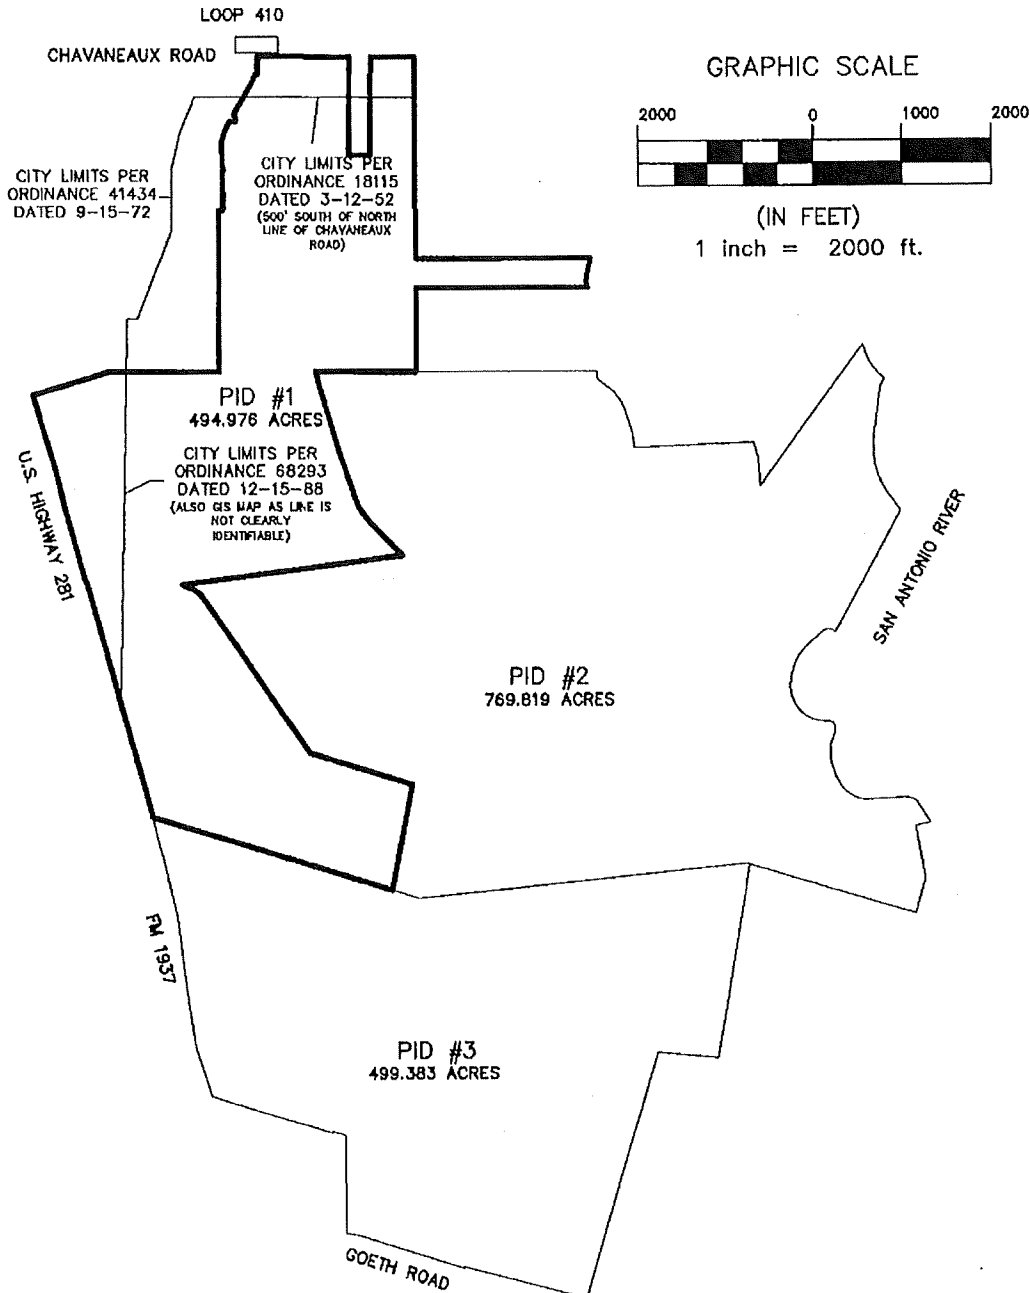 LOOP 410
CHAVANEAUX ROAD
GRAPHIC SCALE
2000 0 1000 2000
(IN FEET)
1 inch = 2000 ft.
CITY LIMITS PER
ORDINANCE 41434
DATED 9-15-72
CITY LIMITS PER
ORDINANCE 18115
DATED 3-12-52
(500' SOUTH OF NORTH
LINE OF CHAVANEAUX
ROAD)
PID #1
494.976 ACRES
CITY LIMITS PER
ORDINANCE 68293
DATED 12-15-88
(ALSO GIS MAP AS LINE IS
NOT CLEARLY
IDENTIFIABLE)
U.S. HIGHWAY 281
SAN ANTONIO RIVER
PID #2
769.819 ACRES
FM 1937
PID #3
499.383 ACRES
GOETH ROAD